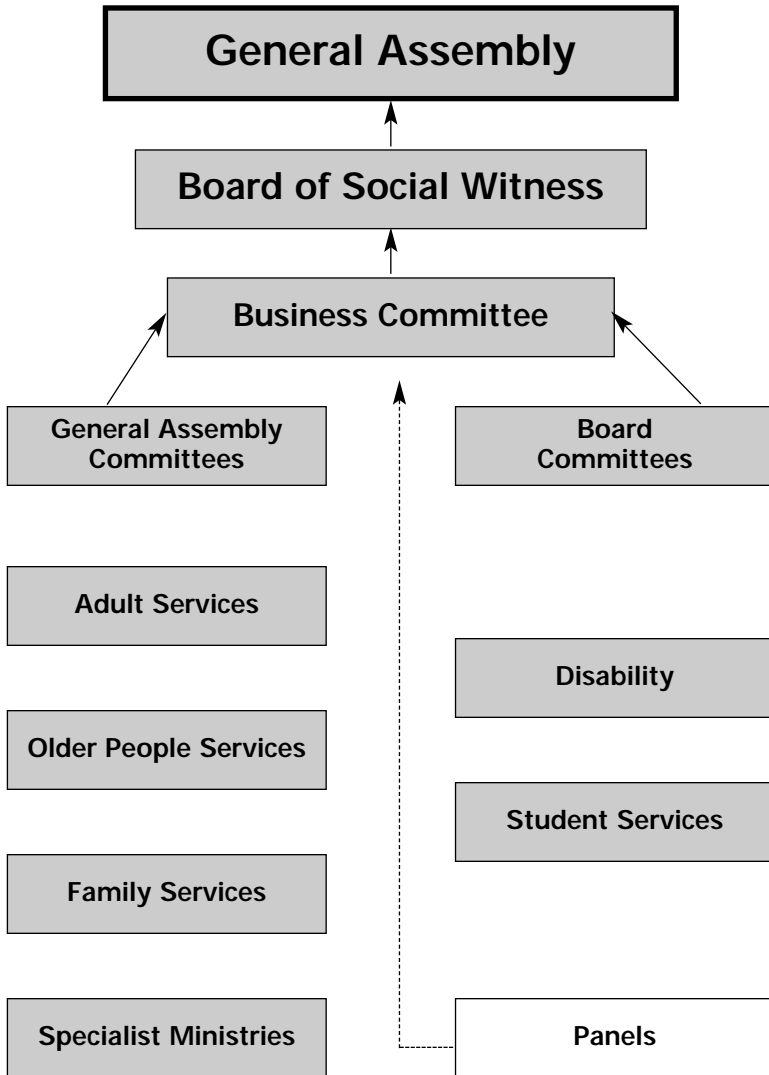 General Assembly
Board of Social Witness
Business Committee
General Assembly
Committees
Board
Committees
Adult Services
Disability
Older People Services
Student Services
Family Services
Specialist Ministries
Panels